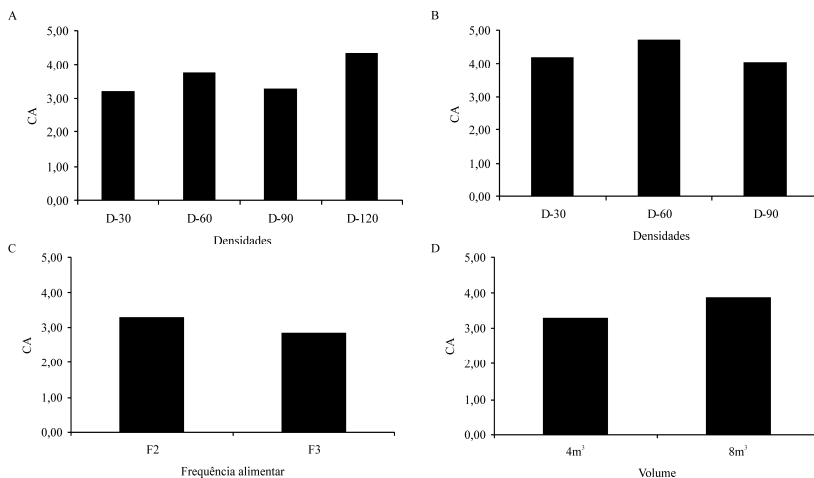 A
5,00
4,00
3,00
2,00
1,00
0,00
CA
D-30 D-60 D-90 D-120
Densidades
B
5,00
4,00
3,00
2,00
1,00
0,00
CA
D-30 D-60 D-90
Densidades
C
5,00
4,00
3,00
2,00
1,00
0,00
CA
F2 F3
Frequência alimentar
D
5,00
4,00
3,00
2,00
1,00
0,00
CA
4m³ 8m³
Volume